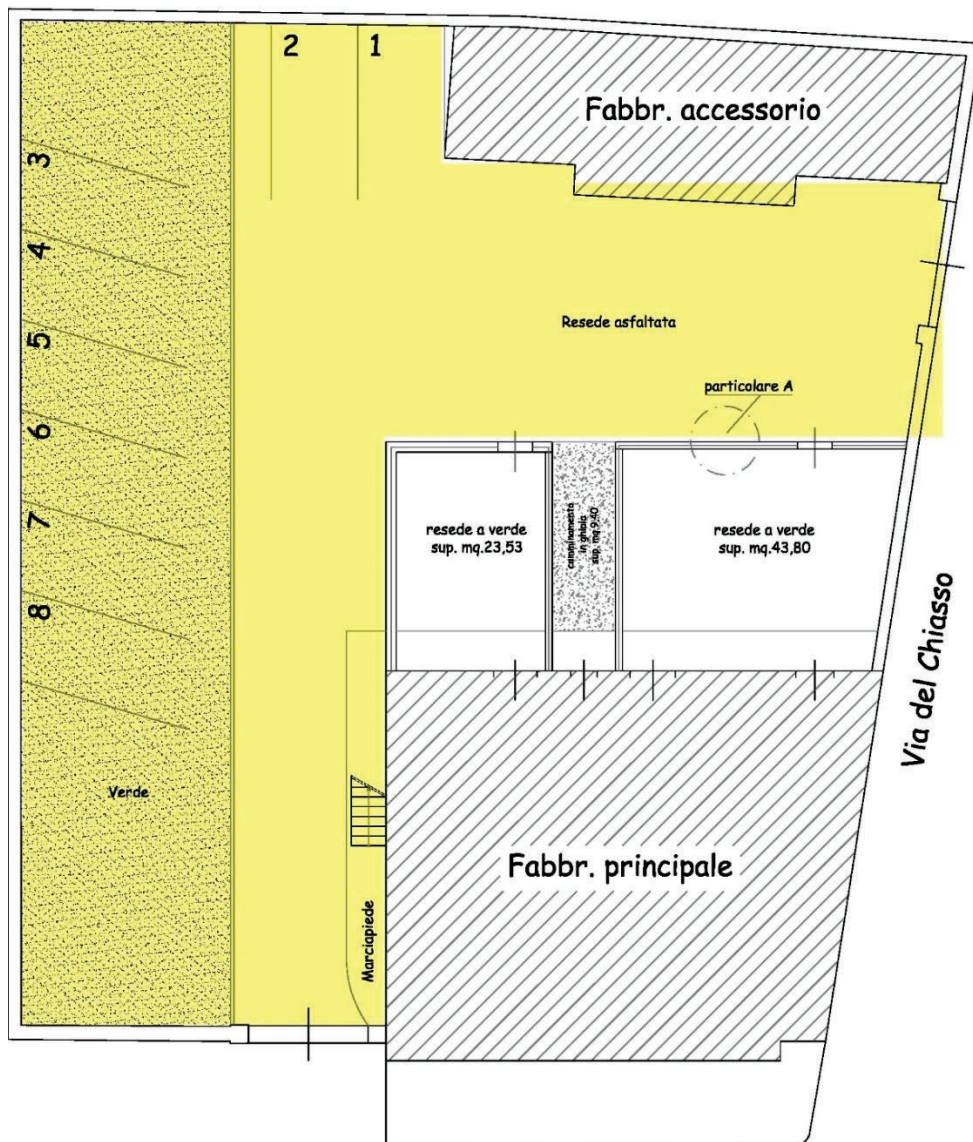 2
1
Fabbr. accessorio
3
4
5
6
7
8
Resede asfaltata
particolare A
resede a verde
sup. mq.23,53
camminamento
in ghiaia
sup. mq.9,40
resede a verde
sup. mq.43,80
Via del Chiasso
Verde
Fabbr. principale
Marciapiede